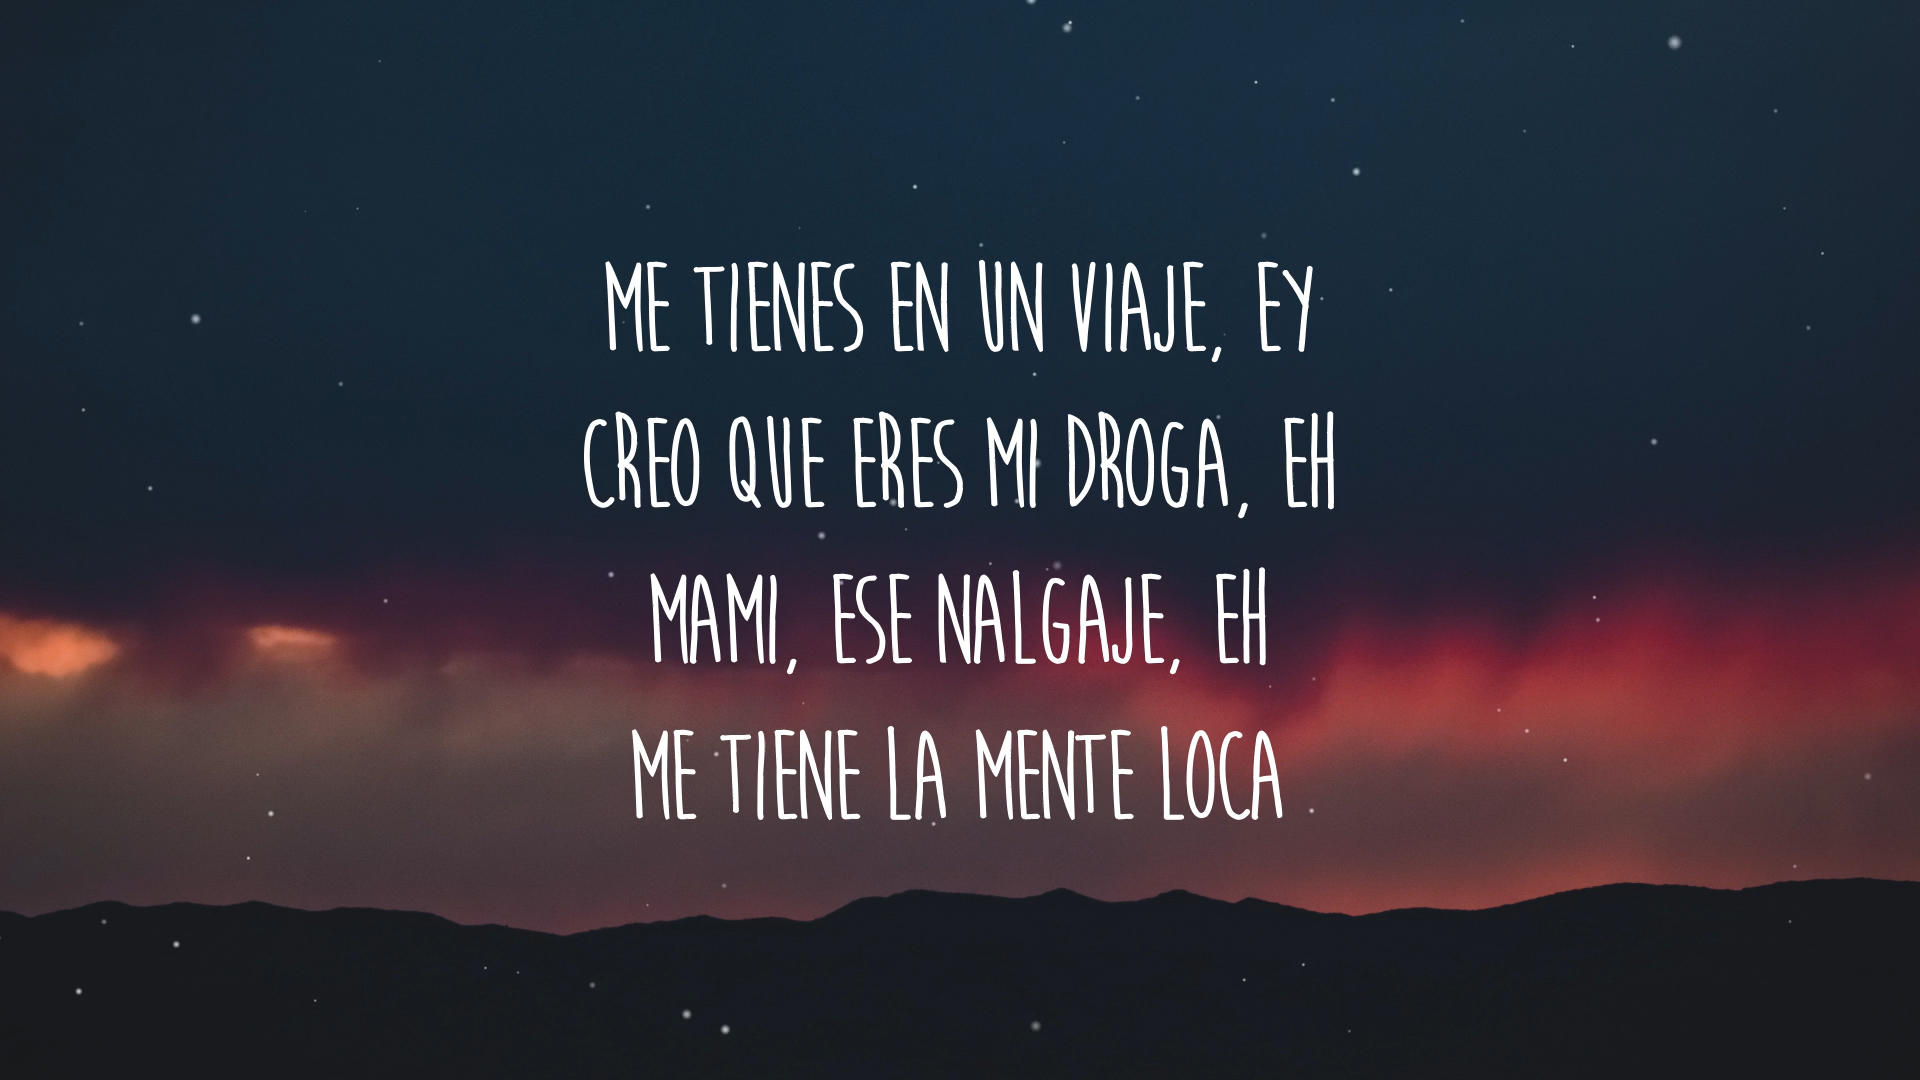 ME TIENES EN UN VIAJE, EY
CREO QUE ERES MI DROGA, EH
MAMI, ESE NALGAJE, EH
ME TIENE LA MENTE LOCA